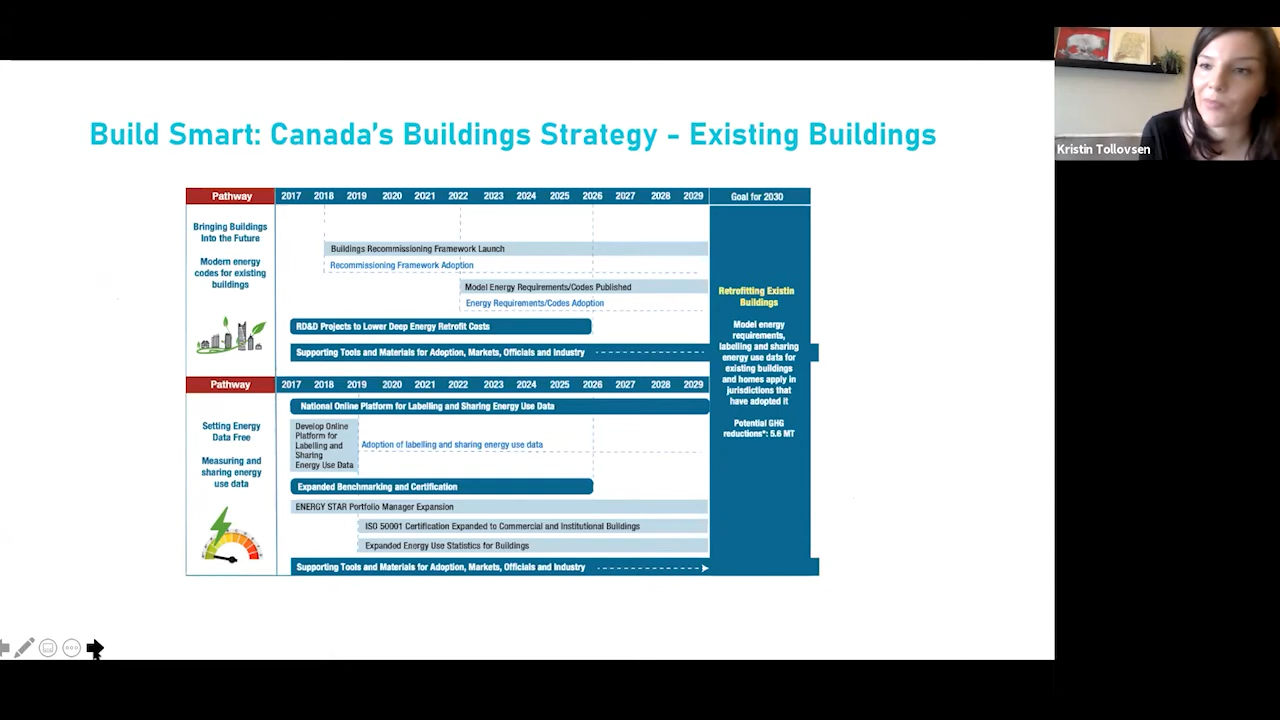 Build Smart: Canada's Buildings Strategy - Existing Buildings
Kristin Tollovsen
Pathway 2017 2018 2019 2020 2021 2022 2023 2024 2025 2026 2027 2028 2029 Goal for 2030
Bringing Buildings
Into the Future
Modern energy
codes for existing
buildings
Buildings Recommissioning Framework Launch
Recommissioning Framework Adoption
Model Energy Requirements/Codes Published
Energy Requirements/Codes Adoption
RD&D Projects to Lower Deep Energy Retrofit Costs
Supporting Tools and Materials for Adoption, Markets, Officials and Industry
Retrofitting Existin
Buildings
Model energy
requirements,
labelling and sharing
energy use data for
existing buildings
and homes apply in
jurisdictions that
have adopted it
Potential GHG
reductions*: 5.6 MT
Pathway 2017 2018 2019 2020 2021 2022 2023 2024 2025 2026 2027 2028 2029
Setting Energy
Data Free
Measuring and
sharing energy
use data
National Online Platform for Labelling and Sharing Energy Use Data
Develop Online
Platform for
Labelling and
Sharing
Energy Use Data
Adoption of labelling and sharing energy use data
Expanded Benchmarking and Certification
ENERGY STAR Portfolio Manager Expansion
ISO 50001 Certification Expanded to Commercial and Institutional Buildings
Expanded Energy Use Statistics for Buildings
Supporting Tools and Materials for Adoption, Markets, Officials and Industry